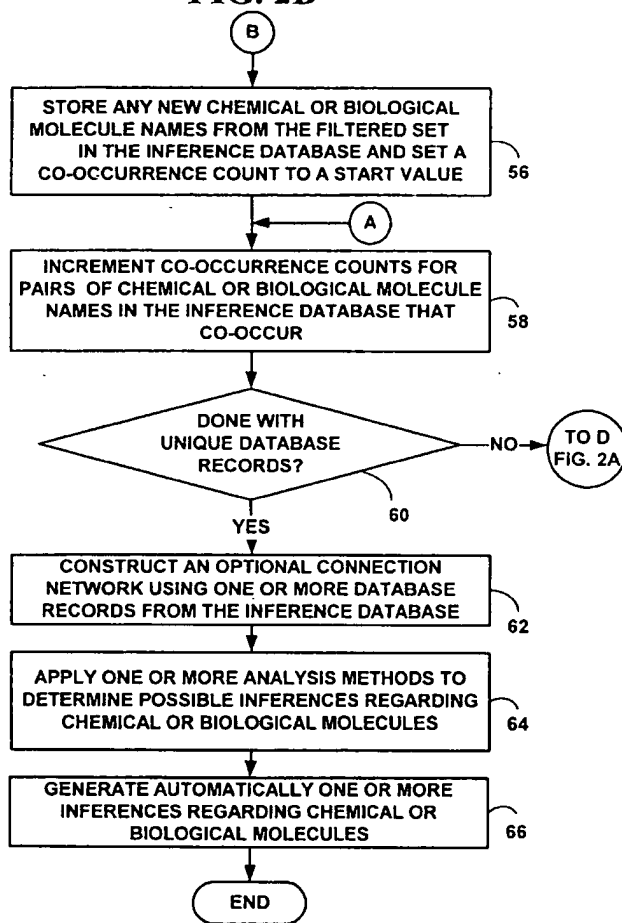 FIG. 2B
B
STORE ANY NEW CHEMICAL OR BIOLOGICAL
MOLECULE NAMES FROM THE FILTERED SET
IN THE INFERENCE DATABASE AND SET A
CO-OCCURRENCE COUNT TO A START VALUE
56
A
INCREMENT CO-OCCURRENCE COUNTS FOR
PAIRS OF CHEMICAL OR BIOLOGICAL MOLECULE
NAMES IN THE INFERENCE DATABASE THAT
CO-OCCUR
58
DONE WITH
UNIQUE DATABASE
RECORDS?
60
NO
TO D
FIG. 2A
YES
CONSTRUCT AN OPTIONAL CONNECTION
NETWORK USING ONE OR MORE DATABASE
RECORDS FROM THE INFERENCE DATABASE
62
APPLY ONE OR MORE ANALYSIS METHODS TO
DETERMINE POSSIBLE INFERENCES REGARDING
CHEMICAL OR BIOLOGICAL MOLECULES
64
GENERATE AUTOMATICALLY ONE OR MORE
INFERENCES REGARDING CHEMICAL OR
BIOLOGICAL MOLECULES
66
END